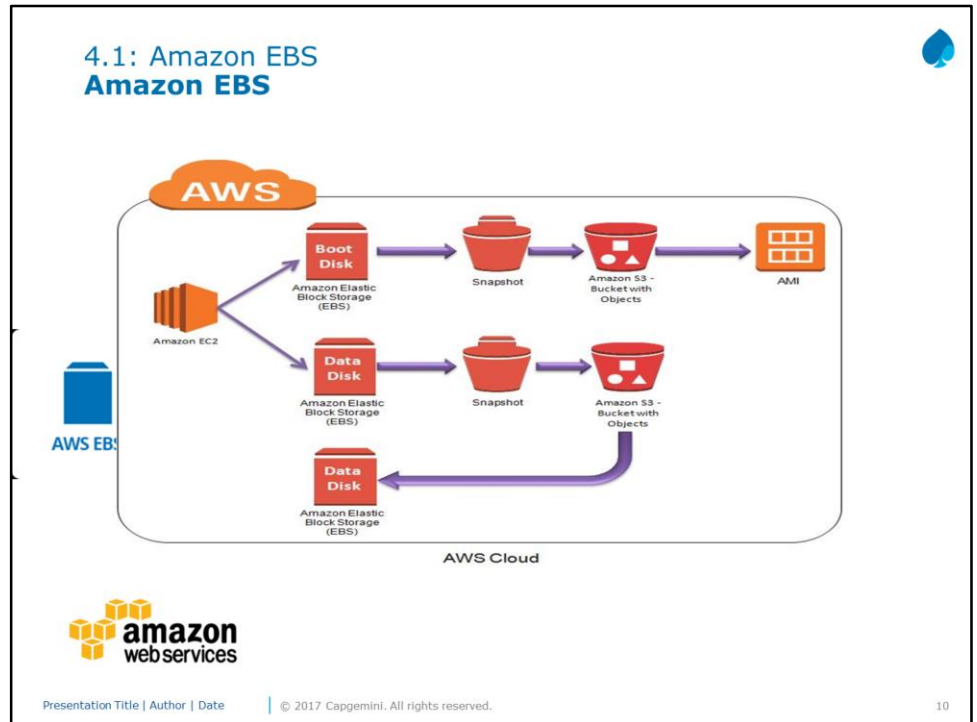 4.1: Amazon EBS
Amazon EBS
AWS
Boot
Disk
Amazon Elastic
Block Storage
(EBS)
Snapshot
Amazon S3 -
Bucket with
Objects
AMI
Amazon EC2
Data
Disk
Amazon Elastic
Block Storage
(EBS)
Snapshot
Amazon S3 -
Bucket with
Objects
AWS EBS
Data
Disk
Amazon Elastic
Block Storage
(EBS)
AWS Cloud
amazon
web services
Presentation Title | Author | Date
© 2017 Capgemini. All rights reserved.
10